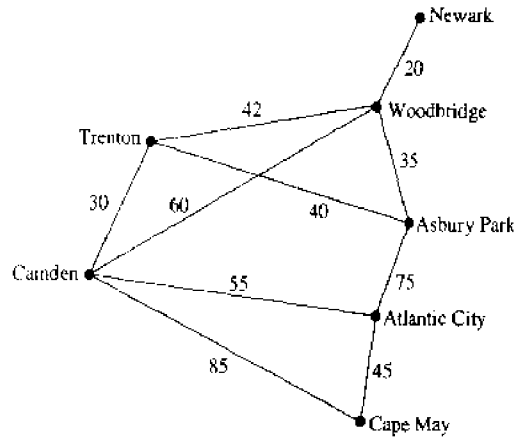 Newark
20
42
Woodbridge
Trenton
35
30
60
40
Asbury Park
Camden
55
75
Atlantic City
85
45
Cape May